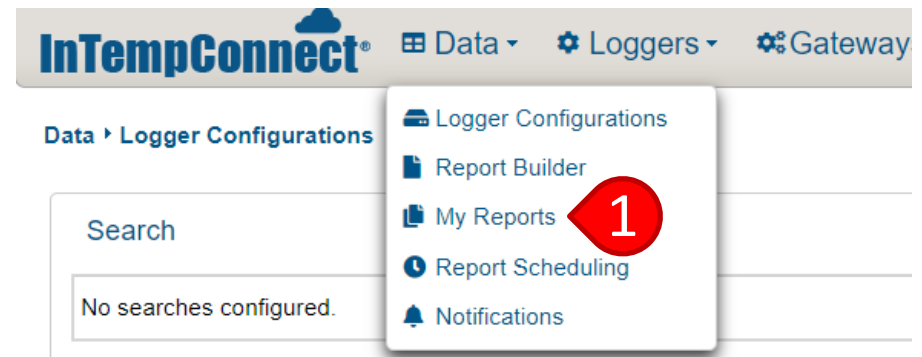 InTempConnect® Data Loggers Gateways
Data Logger Configurations
Logger Configurations
Report Builder
My Reports 1
Report Scheduling
Notifications
Search
No searches configured.